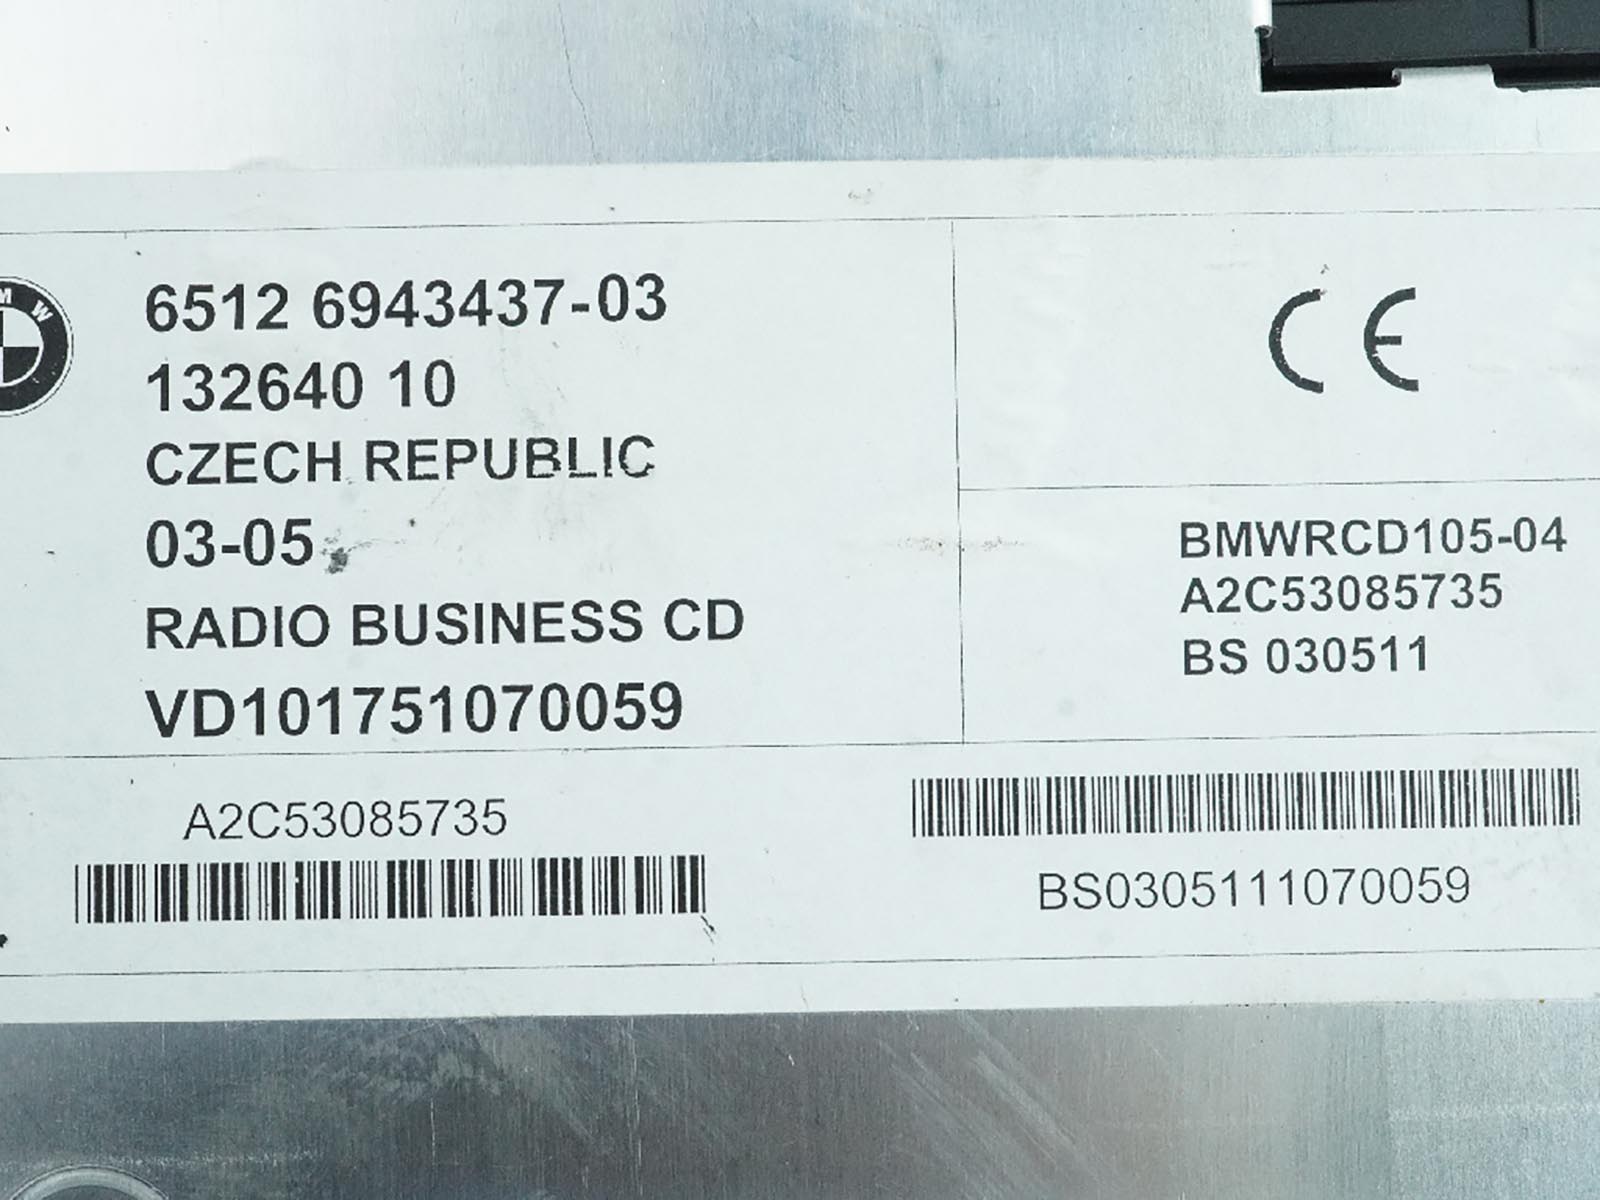 M W
6512 6943437-03
132640 10
CZECH REPUBLIC
03-05
RADIO BUSINESS CD
VD101751070059
CE
BMWRCD105-04
A2C53085735
BS 030511
A2C53085735
BS0305111070059